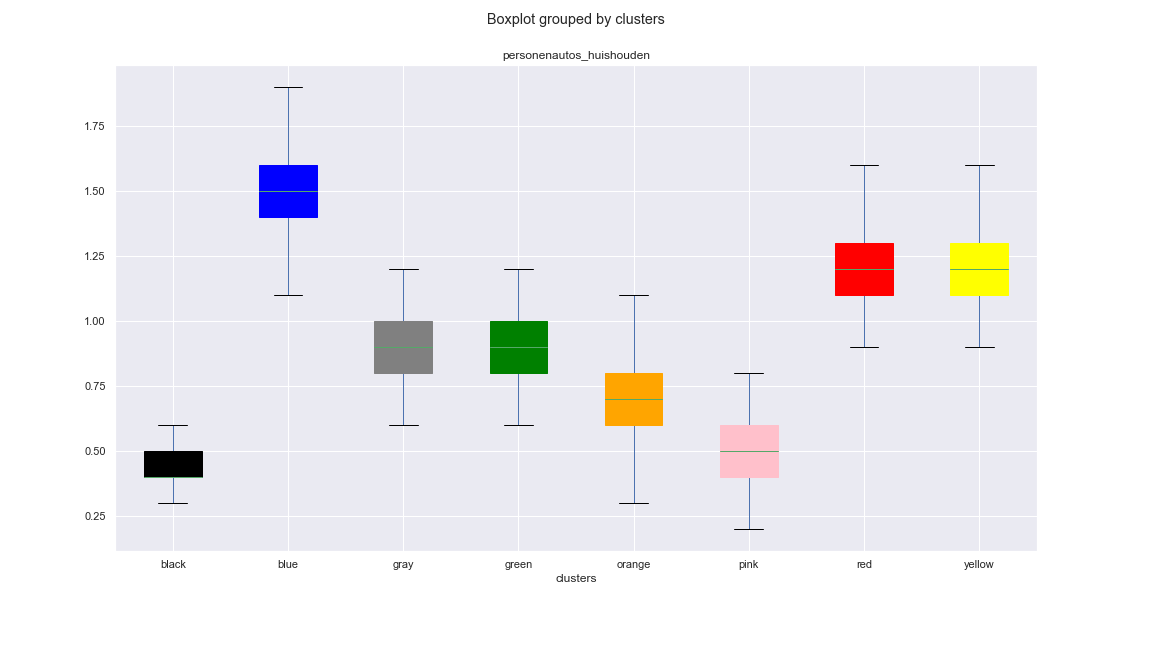 Boxplot grouped by clusters
personenautos_huishouden
1.75
1.50
1.25
1.00
0.75
0.50
0.25
black blue gray green orange pink red yellow
clusters